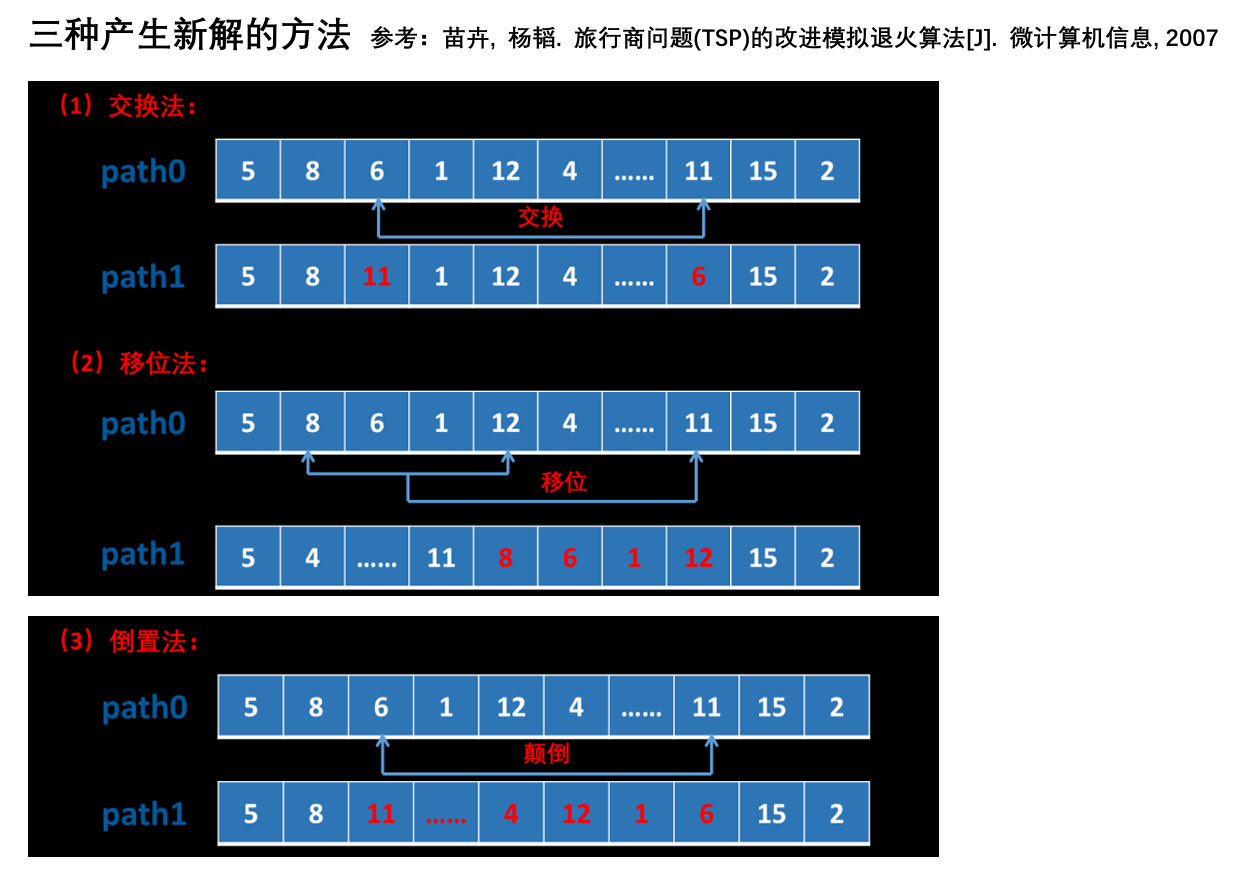 三种产生新解的方法 参考：苗卉, 杨韬. 旅行商问题(TSP)的改进模拟退火算法[J]. 微计算机信息, 2007
（1）交换法：
path0 5 8 6 1 12 4 …… 11 15 2
交换
path1 5 8 11 1 12 4 …… 6 15 2
（2）移位法：
path0 5 8 6 1 12 4 …… 11 15 2
移位
path1 5 4 …… 11 8 6 1 12 15 2
（3）倒置法：
path0 5 8 6 1 12 4 …… 11 15 2
颠倒
path1 5 8 11 …… 4 12 1 6 15 2